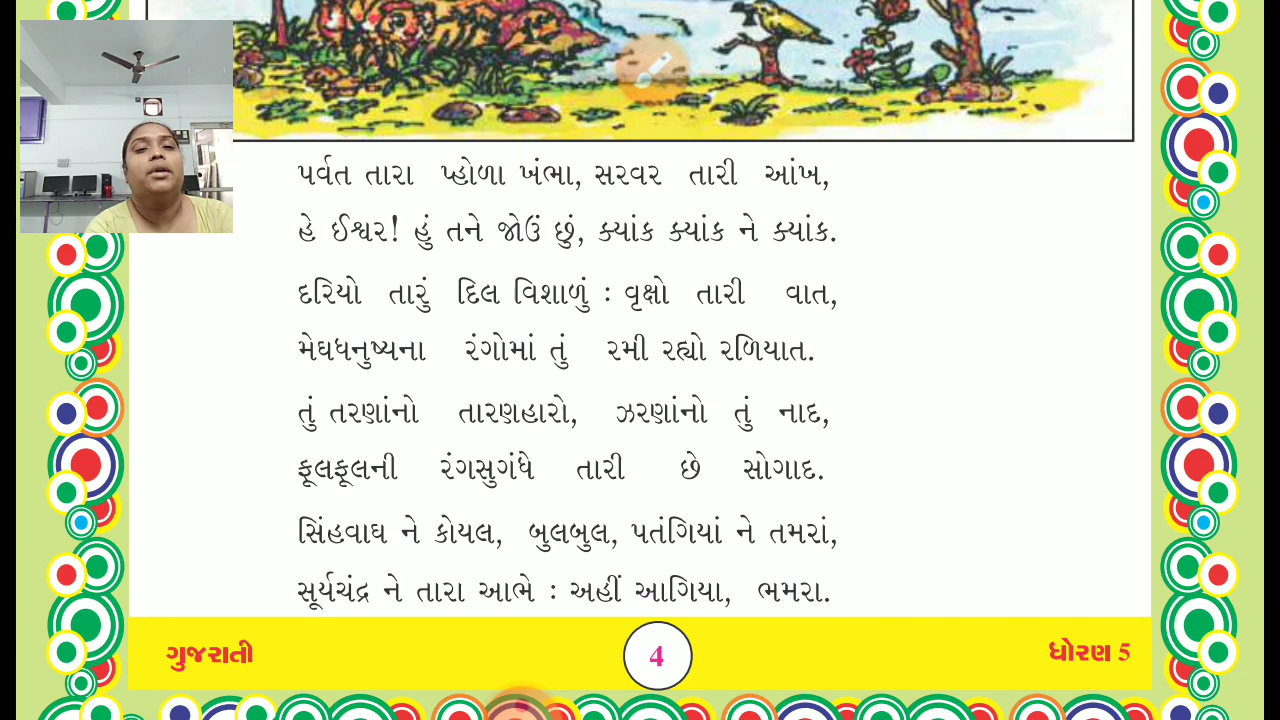 પર્વત તારા પ્હોળા ખંભા, સરવર તારી આંખ,
હે ઈશ્વર! હું તને જોઉં છું, ક્યાંક ક્યાંક ને ક્યાંક.
દરિયો તારું દિલ વિશાળું : વૃક્ષો તારી વાત,
મેઘધનુષ્યના રંગોમાં તું રમી રહ્યો રળિયાત.
તું તરણાંનો તારણહારો, ઝરણાંનો તું નાદ,
ફૂલફૂલની રંગસુગંધે તારી છે સોગાદ.
સિંહવાઘ ને કોયલ, બુલબુલ, પતંગિયાં ને તમરાં,
સૂર્યચંદ્ર ને તારા આભે : અહીં આગિયા, ભમરા.
ગુજરાતી 4 ધોરણ 5